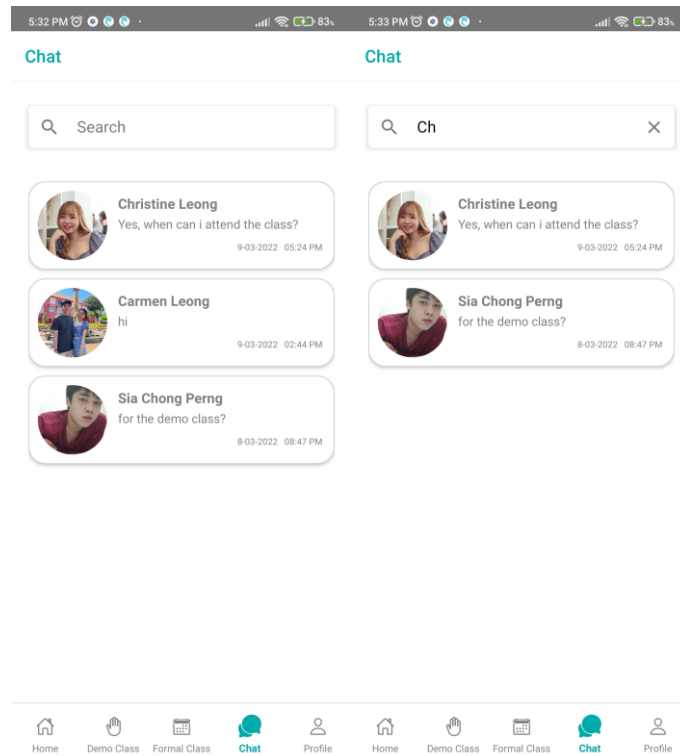 5:32 PM
83%
Chat
Search
Christine Leong
Yes, when can i attend the class?
9-03-2022 05:24 PM
Carmen Leong
hi
9-03-2022 02:44 PM
Sia Chong Perng
for the demo class?
8-03-2022 08:47 PM
Home
Demo Class
Formal Class
Chat
Profile
5:33 PM
83%
Chat
Ch
Christine Leong
Yes, when can i attend the class?
9-03-2022 05:24 PM
Sia Chong Perng
for the demo class?
8-03-2022 08:47 PM
Home
Demo Class
Formal Class
Chat
Profile